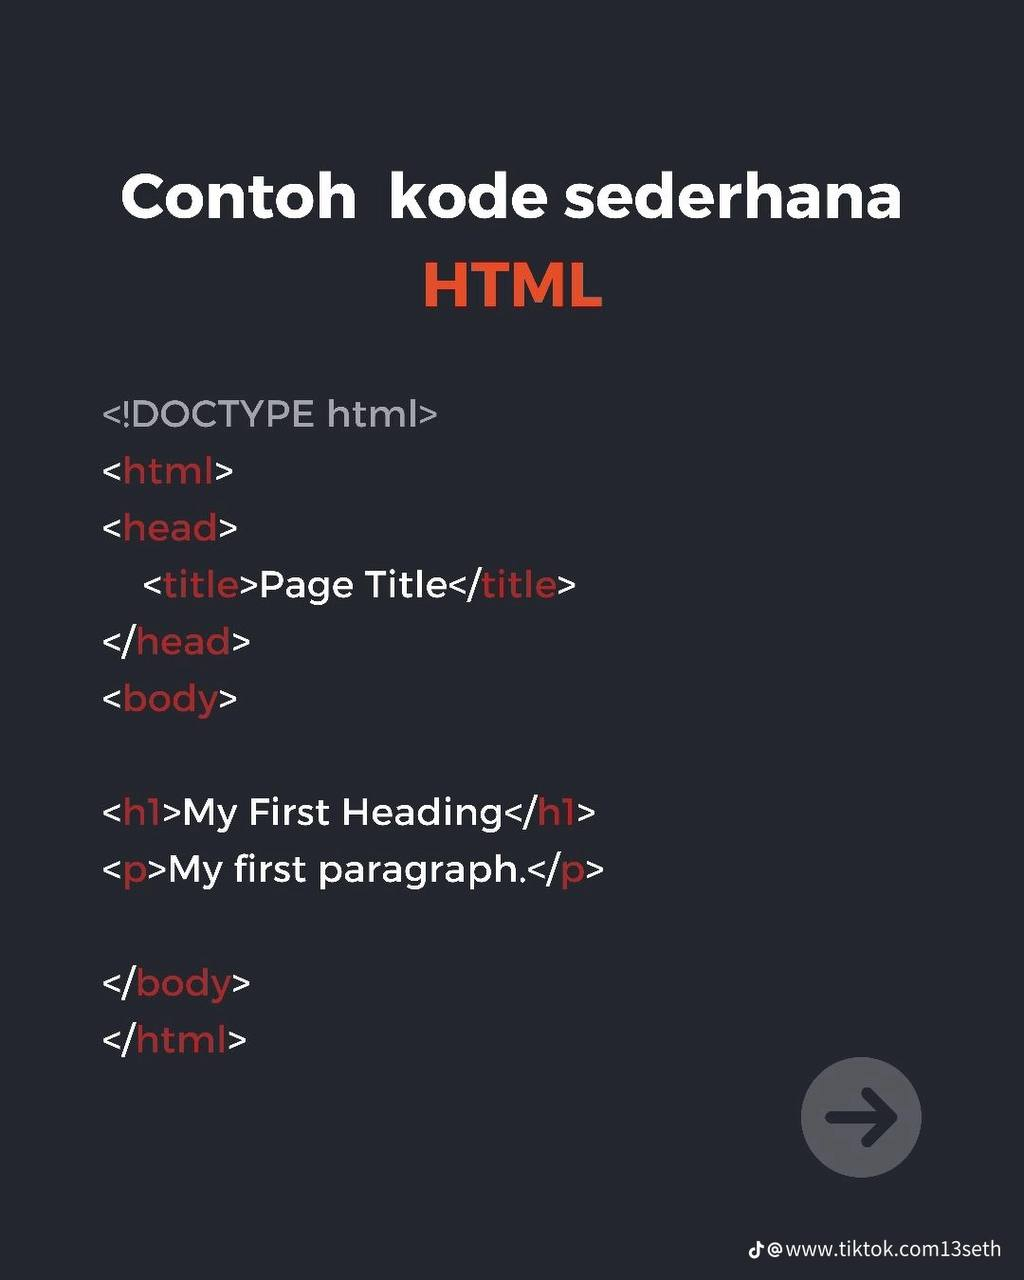 Contoh kode sederhana
HTML
<!DOCTYPE html>
<html>
<head>
<title>Page Title</title>
</head>
<body>
<h1>My First Heading</h1>
<p>My first paragraph.</p>
</body>
</html>
@www.tiktok.com13seth